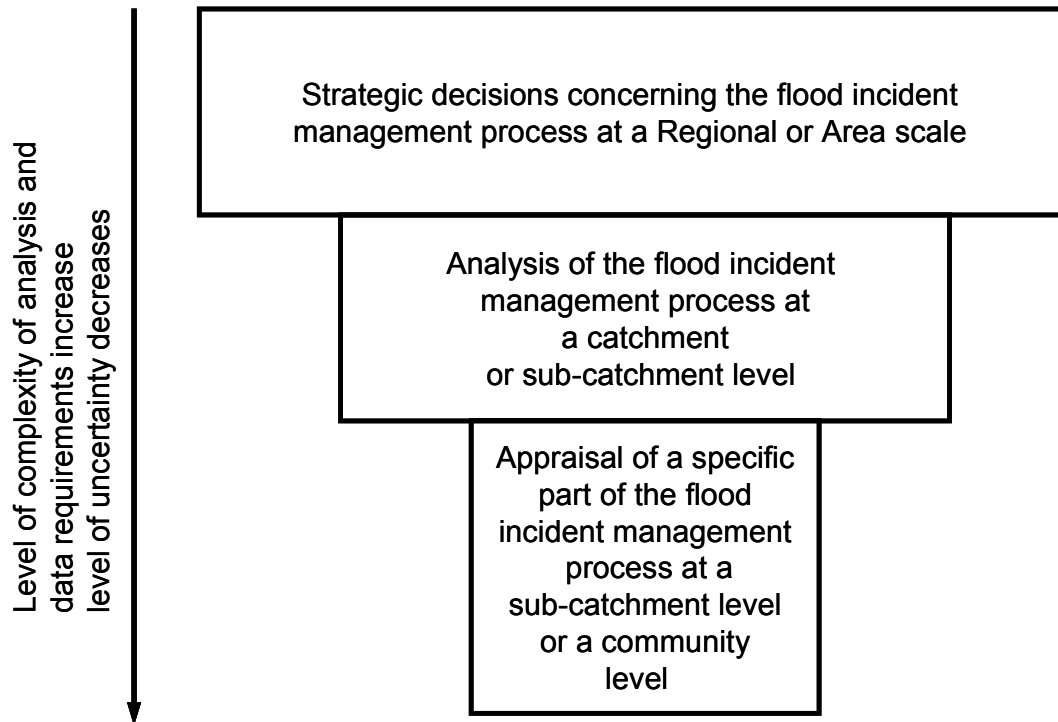 Level of complexity of analysis and
data requirements increase
level of uncertainty decreases
Strategic decisions concerning the flood incident
management process at a Regional or Area scale
Analysis of the flood incident
management process at
a catchment
or sub-catchment level
Appraisal of a specific
part of the flood
incident management
process at a
sub-catchment level
or a community
level